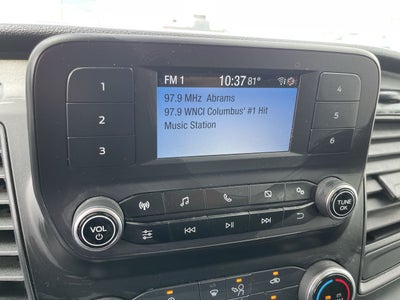 FM 1 10:37 81°
97.9 MHz Abrams
97.9 WNCI Columbus' #1 Hit
Music Station
1
2
3
4
5
6
VOL
TUNE
OK